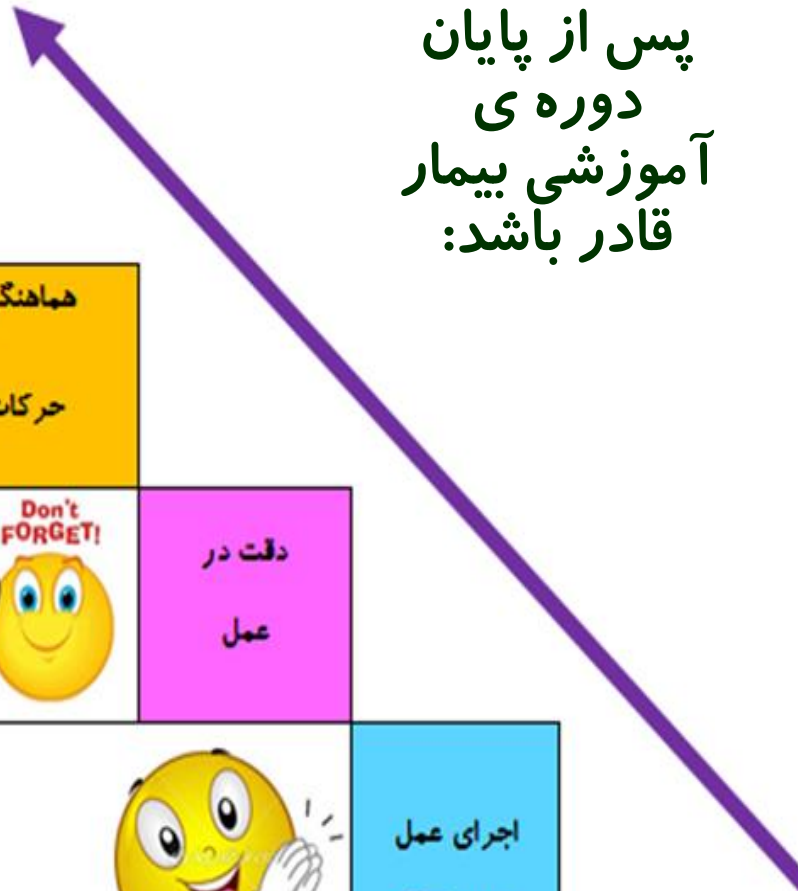 پس از پایان
دوره ی
آموزشی بیمار
قادر باشد:
Don't
FORGET!
دقت در
عمل
اجرای عمل